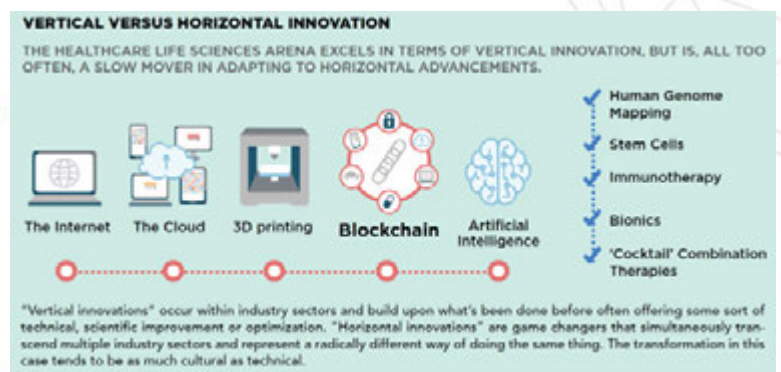 VERTICAL VERSUS HORIZONTAL INNOVATION
THE HEALTHCARE LIFE SCIENCES ARENA EXCELS IN TERMS OF VERTICAL INNOVATION, BUT IS, ALL TOO
OFTEN, A SLOW MOVER IN ADAPTING TO HORIZONTAL ADVANCEMENTS.
The Internet
The Cloud
3D printing
Blockchain
Artificial
Intelligence
Human Genome
Mapping
Stem Cells
Immunotherapy
Bionics
‘Cocktail’ Combination
Therapies
"Vertical innovations" occur within industry sectors and build upon what's been done before often offering some sort of
technical, scientific improvement or optimization. "Horizontal innovations" are game changers that simultaneously tran-
scend multiple industry sectors and represent a radically different way of doing the same thing. The transformation in this
case tends to be as much cultural as technical.